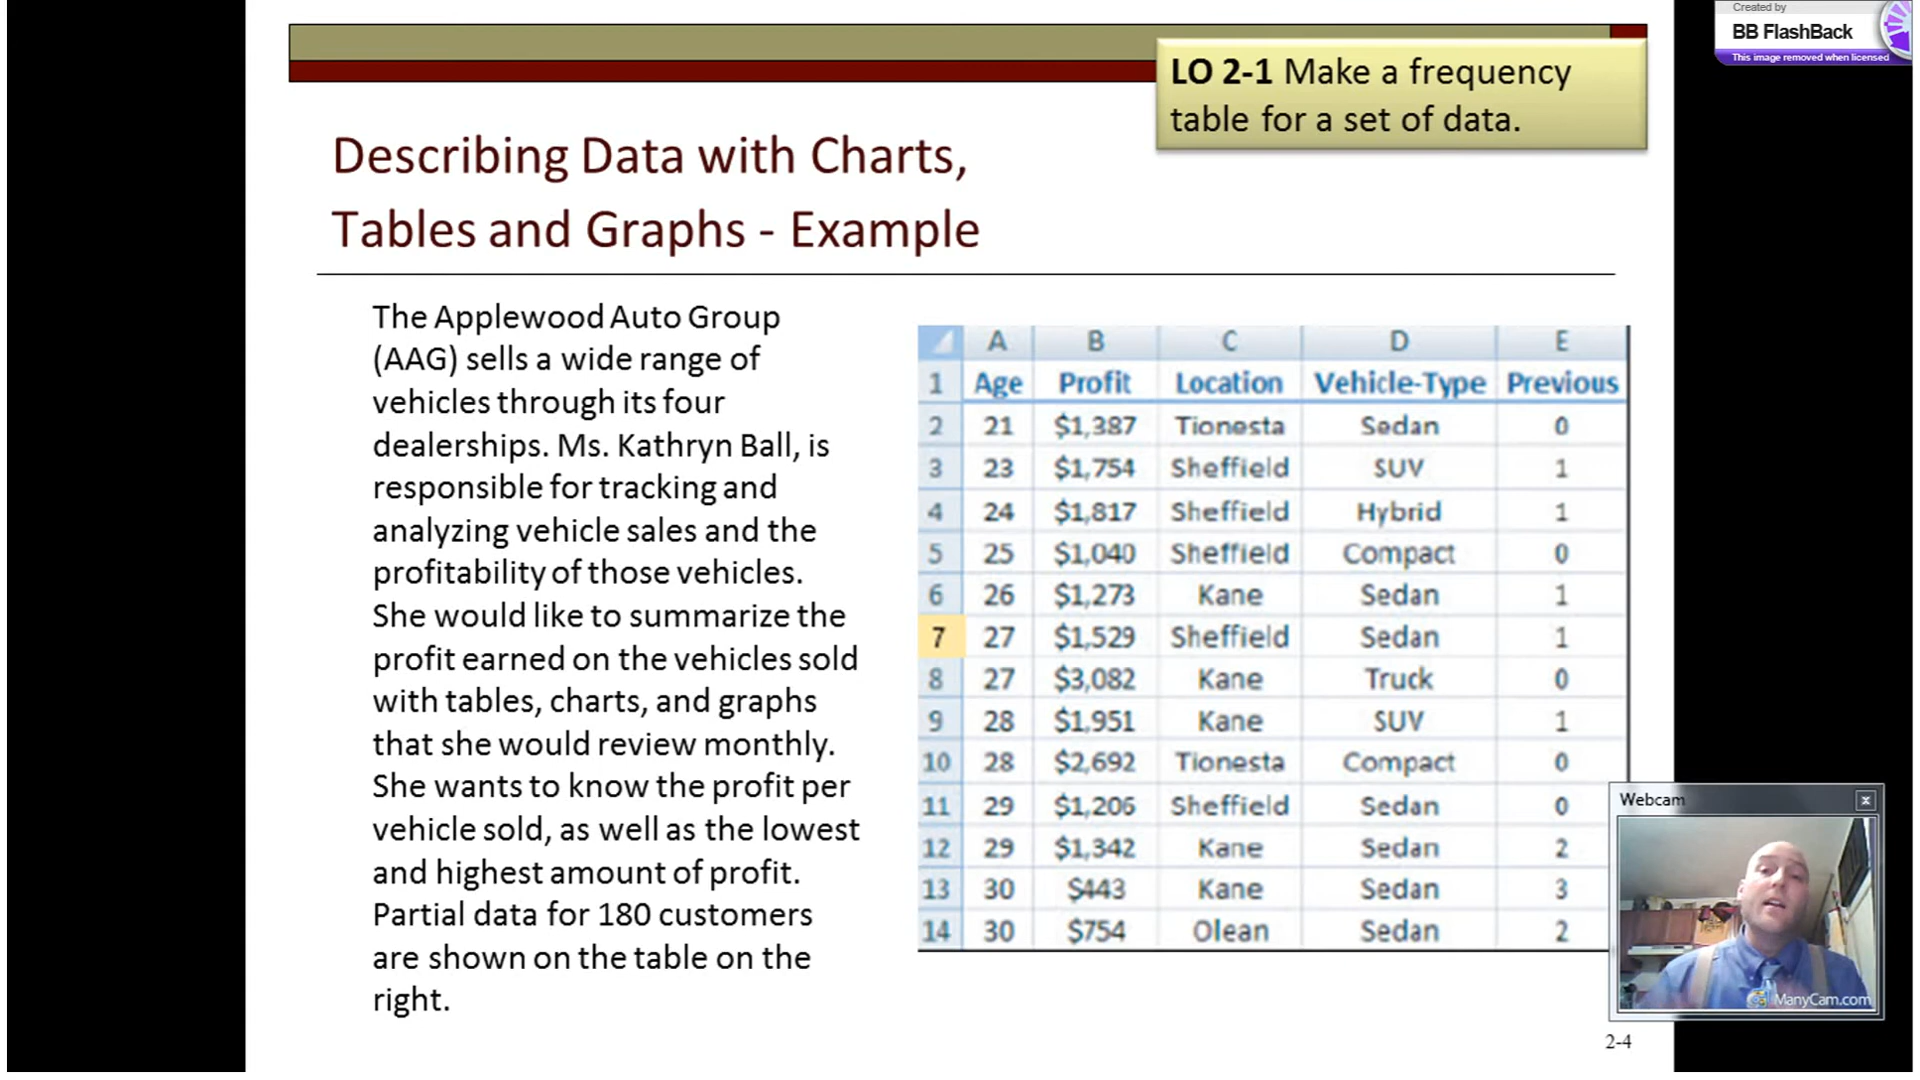 Created by
BB FlashBack
This image removed when licensed
LO 2-1 Make a frequency
table for a set of data.
Describing Data with Charts,
Tables and Graphs - Example
The Applewood Auto Group
(AAG) sells a wide range of
vehicles through its four
dealerships. Ms. Kathryn Ball, is
responsible for tracking and
analyzing vehicle sales and the
profitability of those vehicles.
She would like to summarize the
profit earned on the vehicles sold
with tables, charts, and graphs
that she would review monthly.
She wants to know the profit per
vehicle sold, as well as the lowest
and highest amount of profit.
Partial data for 180 customers
are shown on the table on the
right.
A B C D E
1 Age Profit Location Vehicle-Type Previous
2 21 $1,387 Tionesta Sedan 0
3 23 $1,754 Sheffield SUV 1
4 24 $1,817 Sheffield Hybrid 1
5 25 $1,040 Sheffield Compact 0
6 26 $1,273 Kane Sedan 1
7 27 $1,529 Sheffield Sedan 1
8 27 $3,082 Kane Truck 0
9 28 $1,951 Kane SUV 1
10 28 $2,692 Tionesta Compact 0
11 29 $1,206 Sheffield Sedan 0
12 29 $1,342 Kane Sedan 2
13 30 $443 Kane Sedan 3
14 30 $754 Olean Sedan 2
Webcam
ManyCam.com
2-4